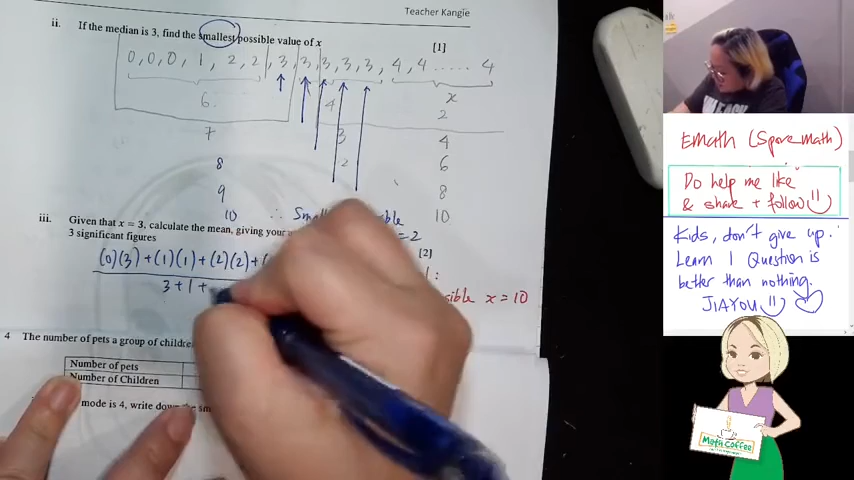 Teacher Kangie
ii. If the median is 3, find the smallest possible value of x
[1]
0, 0, 0, 1, 2, 2, 3, 3, 3, 3, 3, 4, 4 ..... 4
6 4 x
2
7 3 4
8 2 6
9 8
10 10
∴ Smallest
= 2
iii. Given that x = 3, calculate the mean, giving your
3 significant figures
[2]
(0)(3) + (1)(1) + (2)(2) +
3 + 1 +
x = 10
4 The number of pets a group of children
Number of pets
Number of Children
mode is 4, write down the
Emath (Spore math)
Do help me like
& share + follow
Kids, don't give up.
Learn 1 Question is
better than nothing.
JIAYOU
UNLEASH
Math Coffee